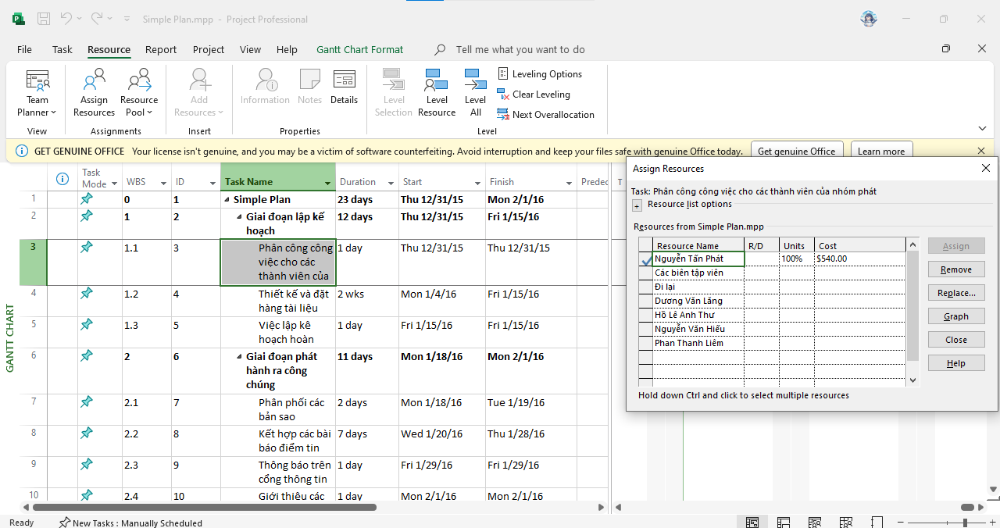 Simple Plan.mpp - Project Professional
File Task Resource Report Project View Help Gantt Chart Format Tell me what you want to do
Team Planner
View
Assign Resources
Resource Pool
Assignments
Add Resources
Insert
Information
Notes
Details
Properties
Level Selection
Level Resource
Level All
Leveling Options
Clear Leveling
Next Overallocation
Level
GET GENUINE OFFICE Your license isn't genuine, and you may be a victim of software counterfeiting. Avoid interruption and keep your files safe with genuine Office today. Get genuine Office Learn more
GANTT CHART
Task Mode WBS ID Task Name Duration Start Finish Predec T
1 0 1 Simple Plan 23 days Thu 12/31/15 Mon 2/1/16
2 1 2 Giai đoạn lập kế 12 days Thu 12/31/15 Fri 1/15/16
hoạch
3 1.1 3 Phân công công 1 day Thu 12/31/15 Thu 12/31/15
việc cho các
thành viên của
4 1.2 4 Thiết kế và đặt 2 wks Mon 1/4/16 Fri 1/15/16
hàng tài liệu
5 1.3 5 Việc lập kê 1 day Fri 1/15/16 Fri 1/15/16
hoạch hoàn
6 2 6 Giai đoạn phát 11 days Mon 1/18/16 Mon 2/1/16
hành ra công
chúng
7 2.1 7 Phân phối các 2 days Mon 1/18/16 Tue 1/19/16
bản sao
8 2.2 8 Kết hợp các bài 7 days Wed 1/20/16 Thu 1/28/16
báo điểm tin
9 2.3 9 Thông báo trên 1 day Fri 1/29/16 Fri 1/29/16
cổng thông tin
10 2.4 10 Giới thiệu các 1 day Mon 2/1/16 Mon 2/1/16
Assign Resources
Task: Phân công công việc cho các thành viên của nhóm phát
+ Resource list options
Resources from Simple Plan.mpp
Resource Name R/D Units Cost
Nguyễn Tấn Phát 100% $540.00
Các biên tập viên
Đi lại
Dương Văn Lăng
Hồ Lê Anh Thư
Nguyễn Văn Hiếu
Phan Thanh Liêm
Assign
Remove
Replace...
Graph
Close
Help
Hold down Ctrl and click to select multiple resources
Ready New Tasks : Manually Scheduled